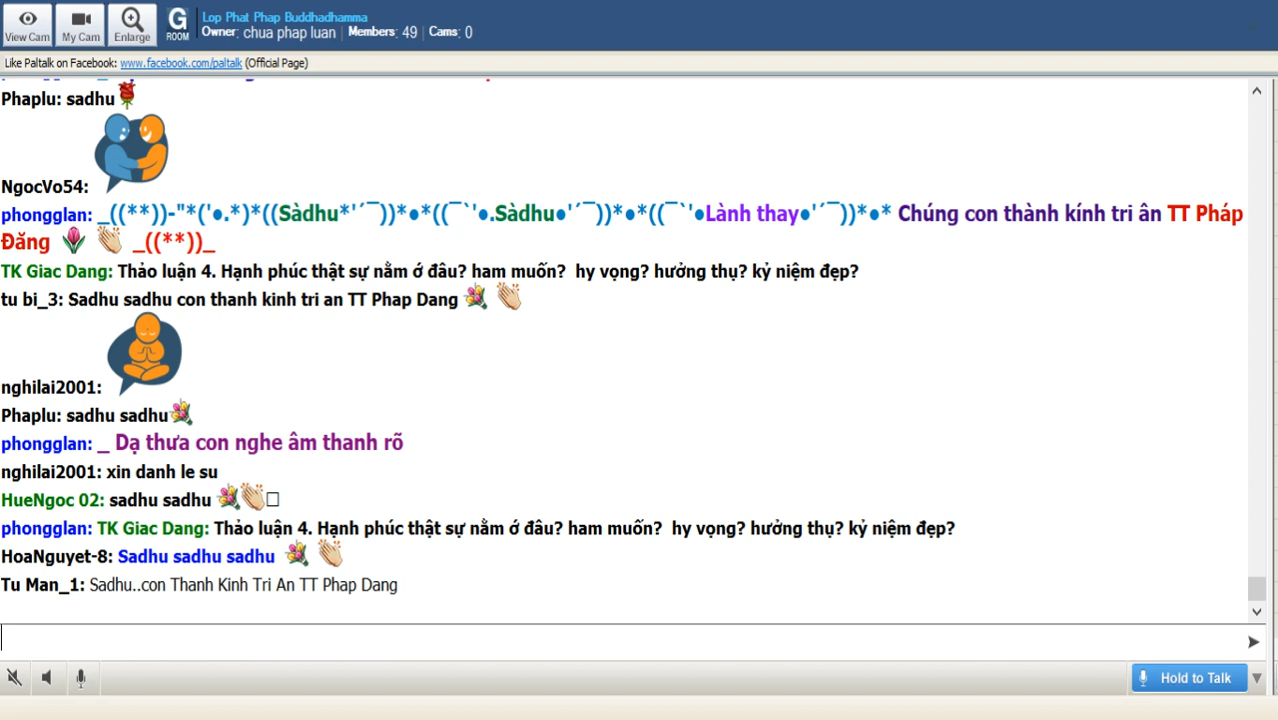 View Cam
My Cam
Enlarge
G
ROOM
Lop Phat Phap Buddhadhamma
Owner: chua phap luan | Members: 49 | Cams: 0
Like Paltalk on Facebook: www.facebook.com/paltalk (Official Page)
Phaplu: sadhu
NgocVo54:
phongglan: _((**))-"*('●.*)*((Sàdhu*'´¯))*●*((¯`'●.Sàdhu●'´¯))*●*((¯`'●Lành thay●'´¯))*●* Chúng con thành kính tri ân TT Pháp
Đăng _((**))_
TK Giac Dang: Thảo luận 4. Hạnh phúc thật sự nằm ở đâu? ham muốn?  hy vọng? hưởng thụ? kỷ niệm đẹp?
tu bi_3: Sadhu sadhu con thanh kinh tri an TT Phap Dang
nghilai2001:
Phaplu: sadhu sadhu
phongglan: _ Dạ thưa con nghe âm thanh rõ
nghilai2001: xin danh le su
HueNgoc 02: sadhu sadhu
phongglan: TK Giac Dang: Thảo luận 4. Hạnh phúc thật sự nằm ở đâu? ham muốn?  hy vọng? hưởng thụ? kỷ niệm đẹp?
HoaNguyet-8: Sadhu sadhu sadhu
Tu Man_1: Sadhu..con Thanh Kinh Tri An TT Phap Dang
Hold to Talk